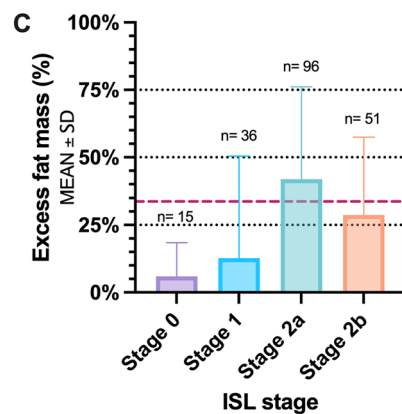 C
Excess fat mass (%)
MEAN ± SD
100%
75%
50%
25%
0%
n= 15
n= 36
n= 96
n= 51
Stage 0
Stage 1
Stage 2a
Stage 2b
ISL stage